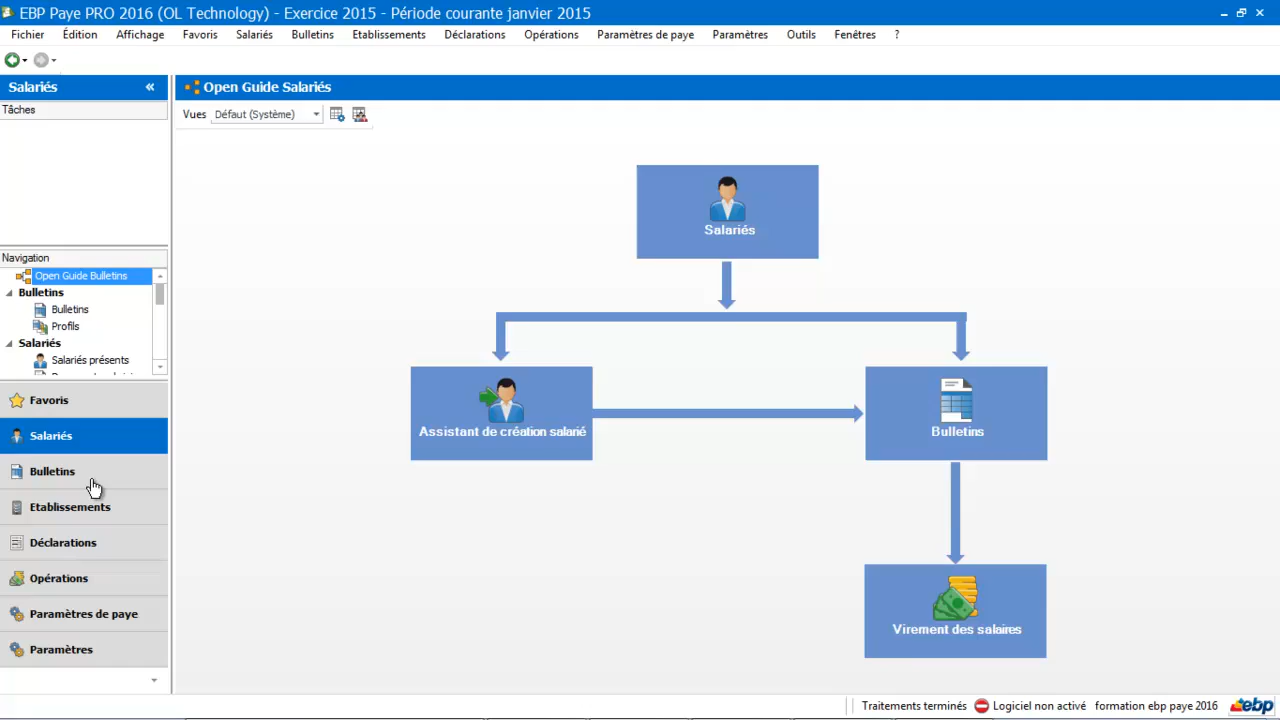 EBP Paye PRO 2016 (OL Technology) - Exercice 2015 - Période courante janvier 2015
Fichier Édition Affichage Favoris Salariés Bulletins Etablissements Déclarations Opérations Paramètres de paye Paramètres Outils Fenêtres ?
Salariés «
Tâches
Navigation
Open Guide Bulletins
Bulletins
Bulletins
Profils
Salariés
Salariés présents
Favoris
Salariés
Bulletins
Etablissements
Déclarations
Opérations
Paramètres de paye
Paramètres
Open Guide Salariés
Vues Défaut (Système)
Salariés
Assistant de création salarié
Bulletins
Virement des salaires
Traitements terminés Logiciel non activé formation ebp paye 2016 ebp